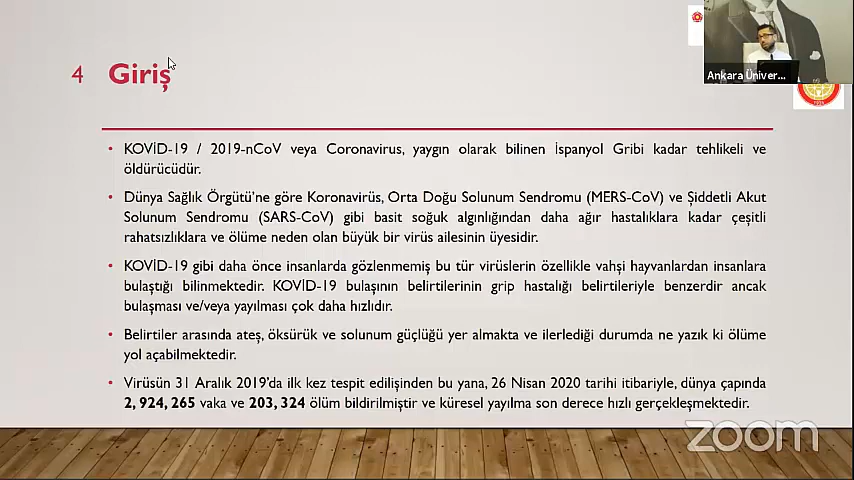 Ankara Üniver...
4 Giriş
• KOVİD-19 / 2019-nCoV veya Coronavirus, yaygın olarak bilinen İspanyol Gribi kadar tehlikeli ve
öldürücüdür.
• Dünya Sağlık Örgütü'ne göre Koronavirüs, Orta Doğu Solunum Sendromu (MERS-CoV) ve Şiddetli Akut
Solunum Sendromu (SARS-CoV) gibi basit soğuk algınlığından daha ağır hastalıklara kadar çeşitli
rahatsızlıklara ve ölüme neden olan büyük bir virüs ailesinin üyesidir.
• KOVİD-19 gibi daha önce insanlarda gözlenmemiş bu tür virüslerin özellikle vahşi hayvanlardan insanlara
bulaştığı bilinmektedir. KOVİD-19 bulaşının belirtilerinin grip hastalığı belirtileriyle benzerdir ancak
bulaşması ve/veya yayılması çok daha hızlıdır.
• Belirtiler arasında ateş, öksürük ve solunum güçlüğü yer almakta ve ilerlediği durumda ne yazık ki ölüme
yol açabilmektedir.
• Virüsün 31 Aralık 2019'da ilk kez tespit edilişinden bu yana, 26 Nisan 2020 tarihi itibariyle, dünya çapında
2, 924, 265 vaka ve 203, 324 ölüm bildirilmiştir ve küresel yayılma son derece hızlı gerçekleşmektedir.
zoom